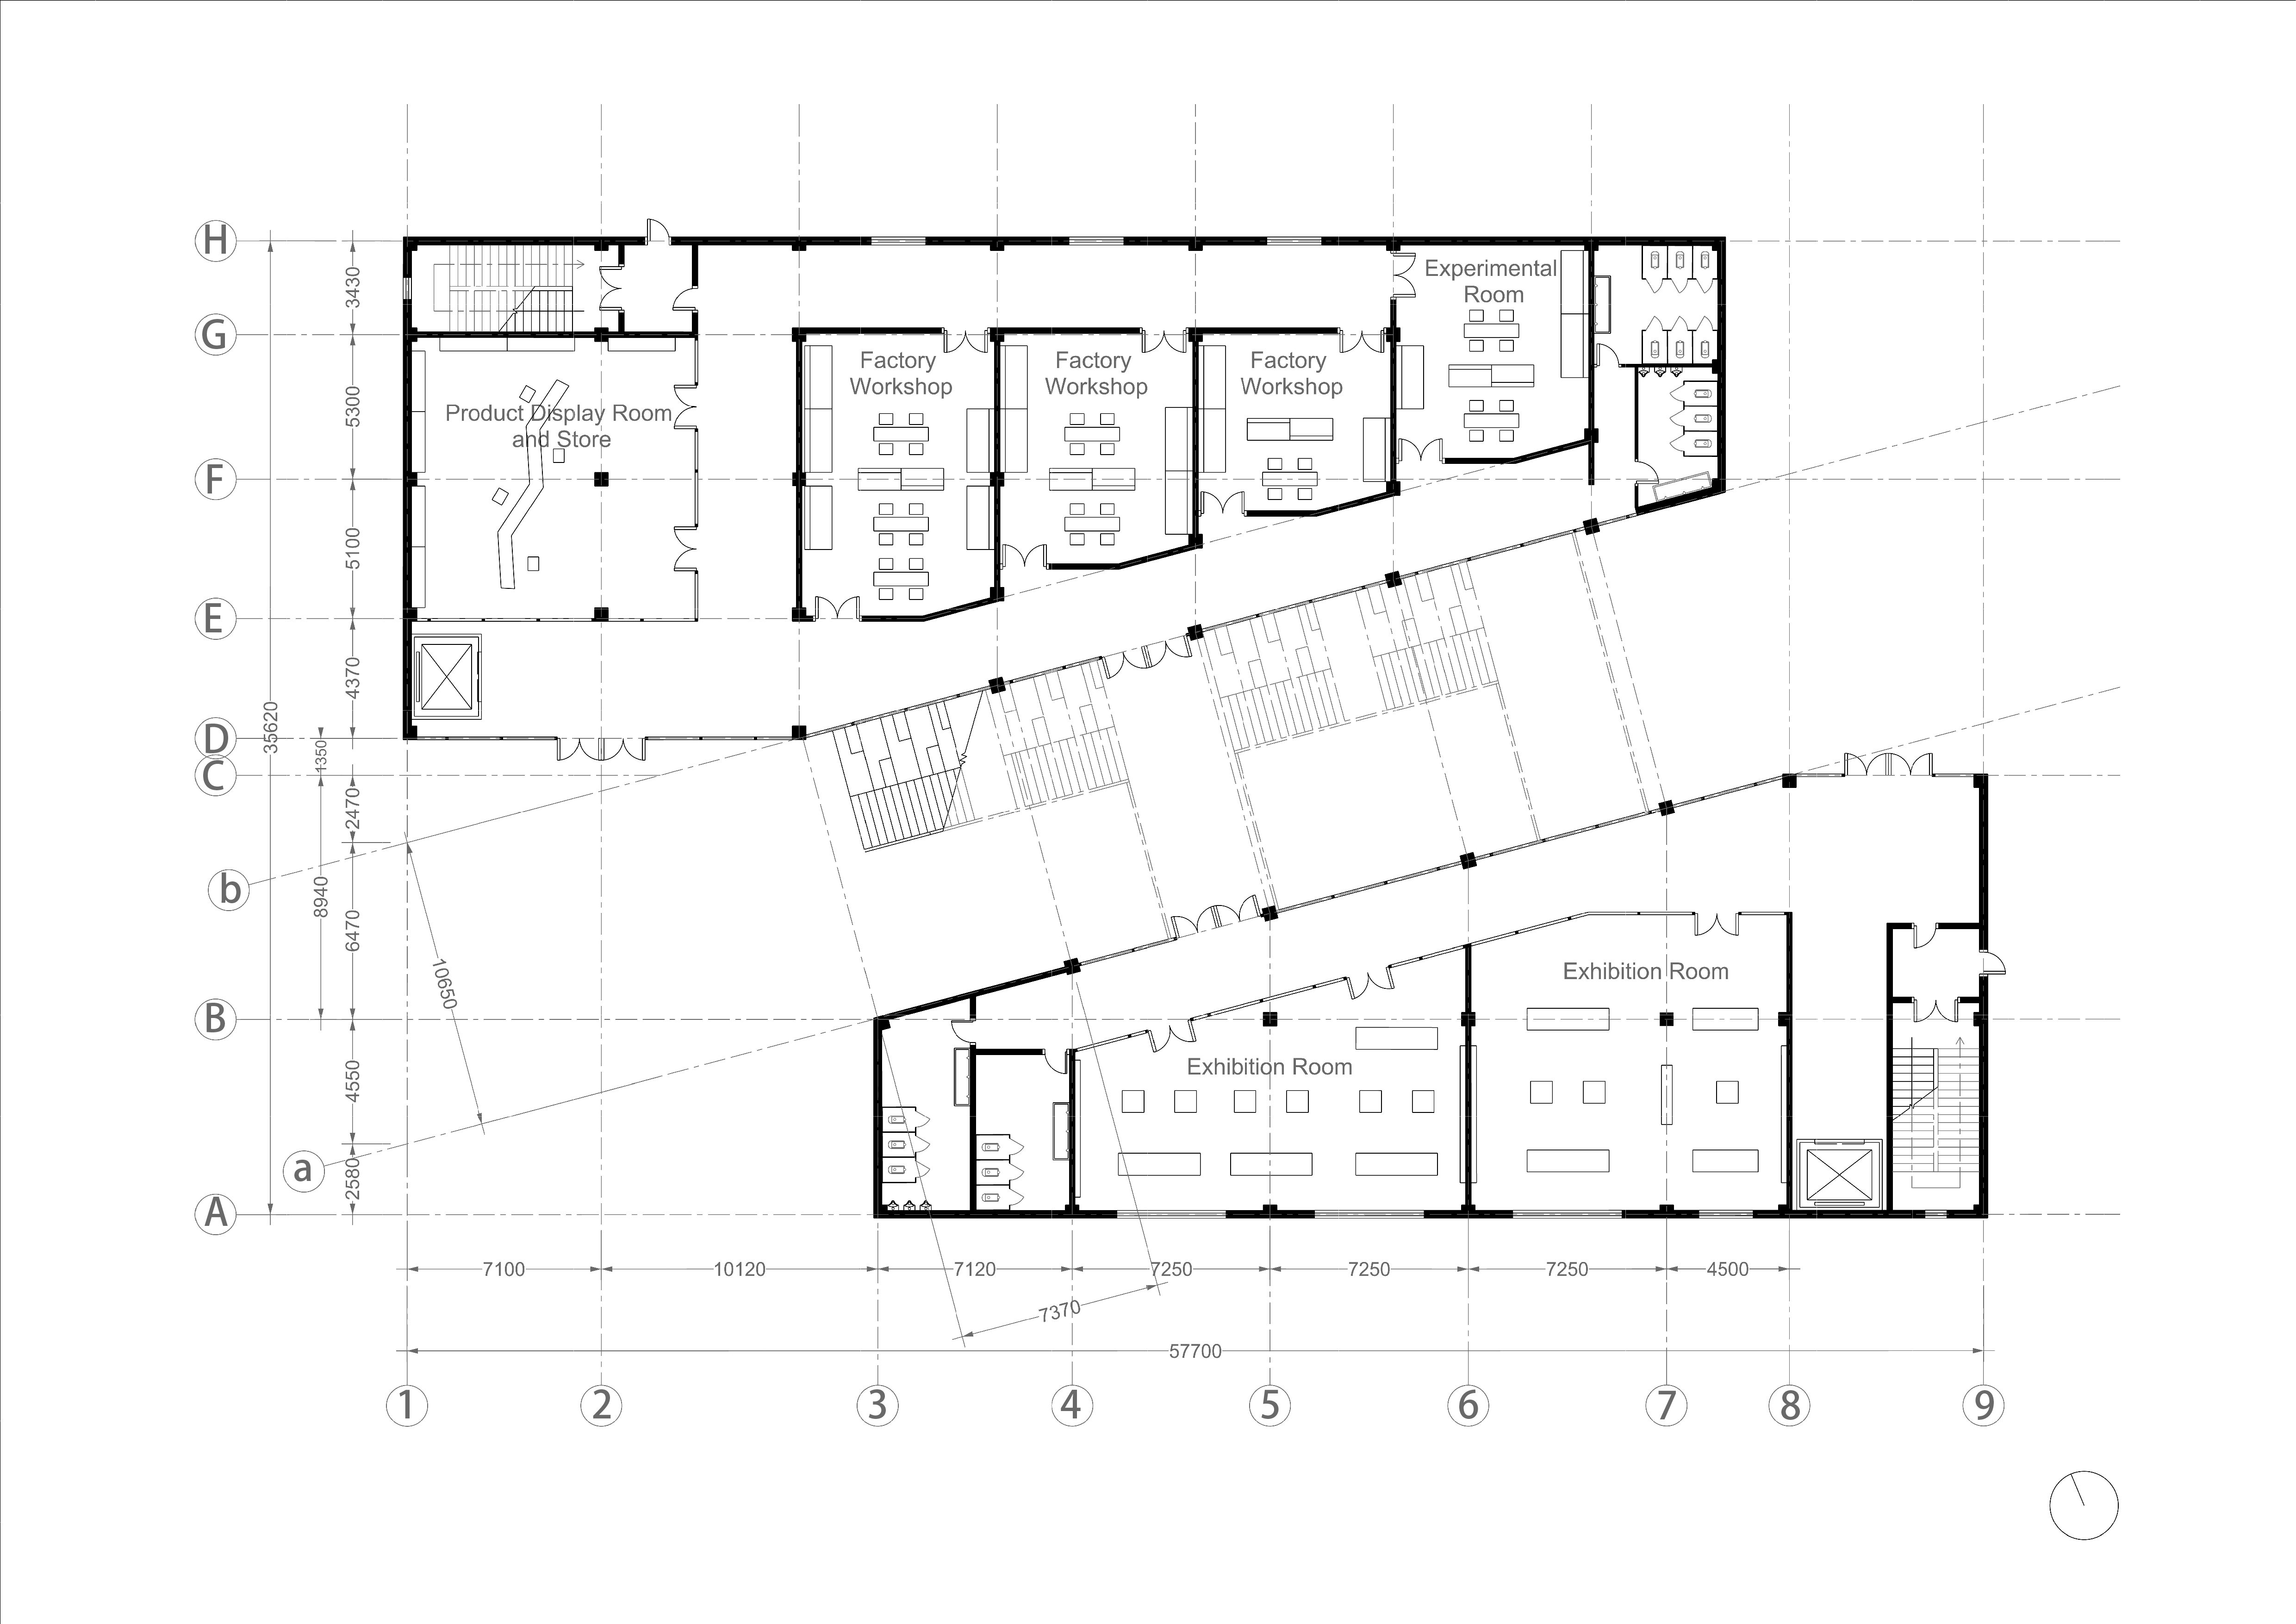 H
3430
Experimental
Room
G
Factory
Workshop
Factory
Workshop
Factory
Workshop
5300
Product Display Room
and Store
F
5100
E
4370
35620
D
1350
C
2470
b
8940
6470
10650
Exhibition Room
B
4550
Exhibition Room
a
2580
A
7100
10120
7120
7250
7250
7250
4500
7370
57700
1
2
3
4
5
6
7
8
9